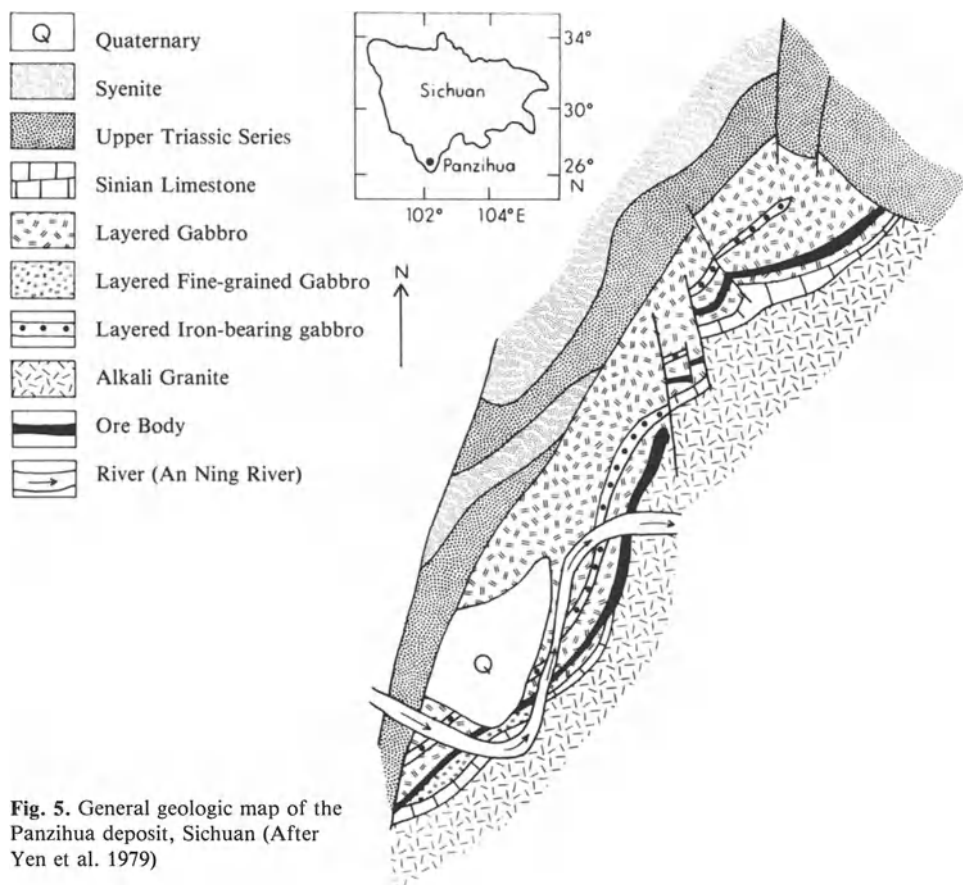 Q Quaternary
Syenite
Upper Triassic Series
Sinian Limestone
Layered Gabbro
Layered Fine-grained Gabbro
Layered Iron-bearing gabbro
Alkali Granite
Ore Body
River (An Ning River)
34°
30°
26°
N
102°
104°E
Sichuan
Panzihua
N
Q
Fig. 5. General geologic map of the
Panzihua deposit, Sichuan (After
Yen et al. 1979)